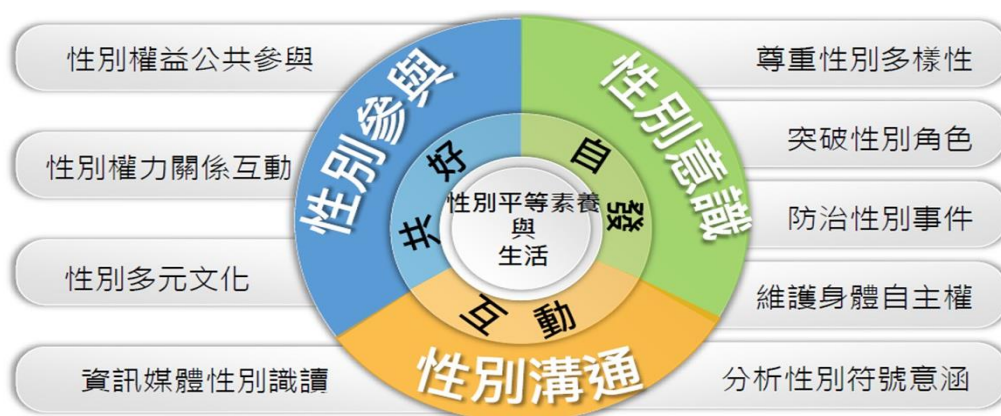 性別權益公共參與
性別權力關係互動
性別多元文化
資訊媒體性別識讀
性別參與
性別意識
性別溝通
共好
自發
互動
性別平等素養
與
生活
尊重性別多樣性
突破性別角色
防治性別事件
維護身體自主權
分析性別符號意涵